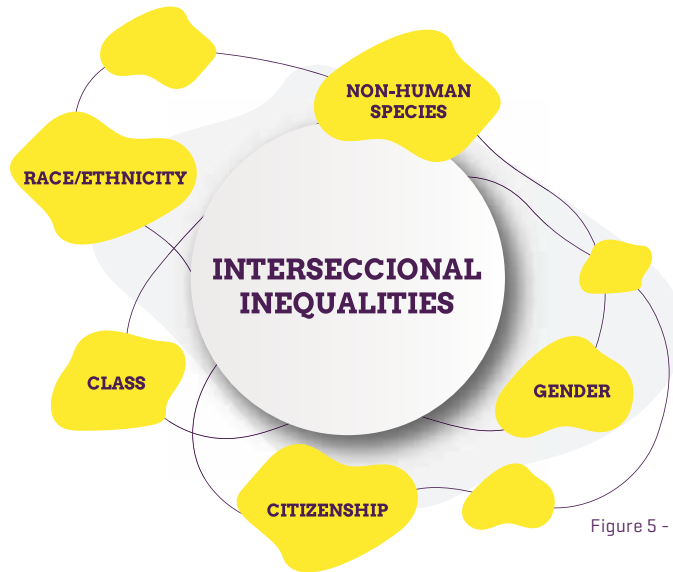 NON-HUMAN
SPECIES
RACE/ETHNICITY
INTERSECCIONAL
INEQUALITIES
CLASS
GENDER
CITIZENSHIP
Figure 5 -